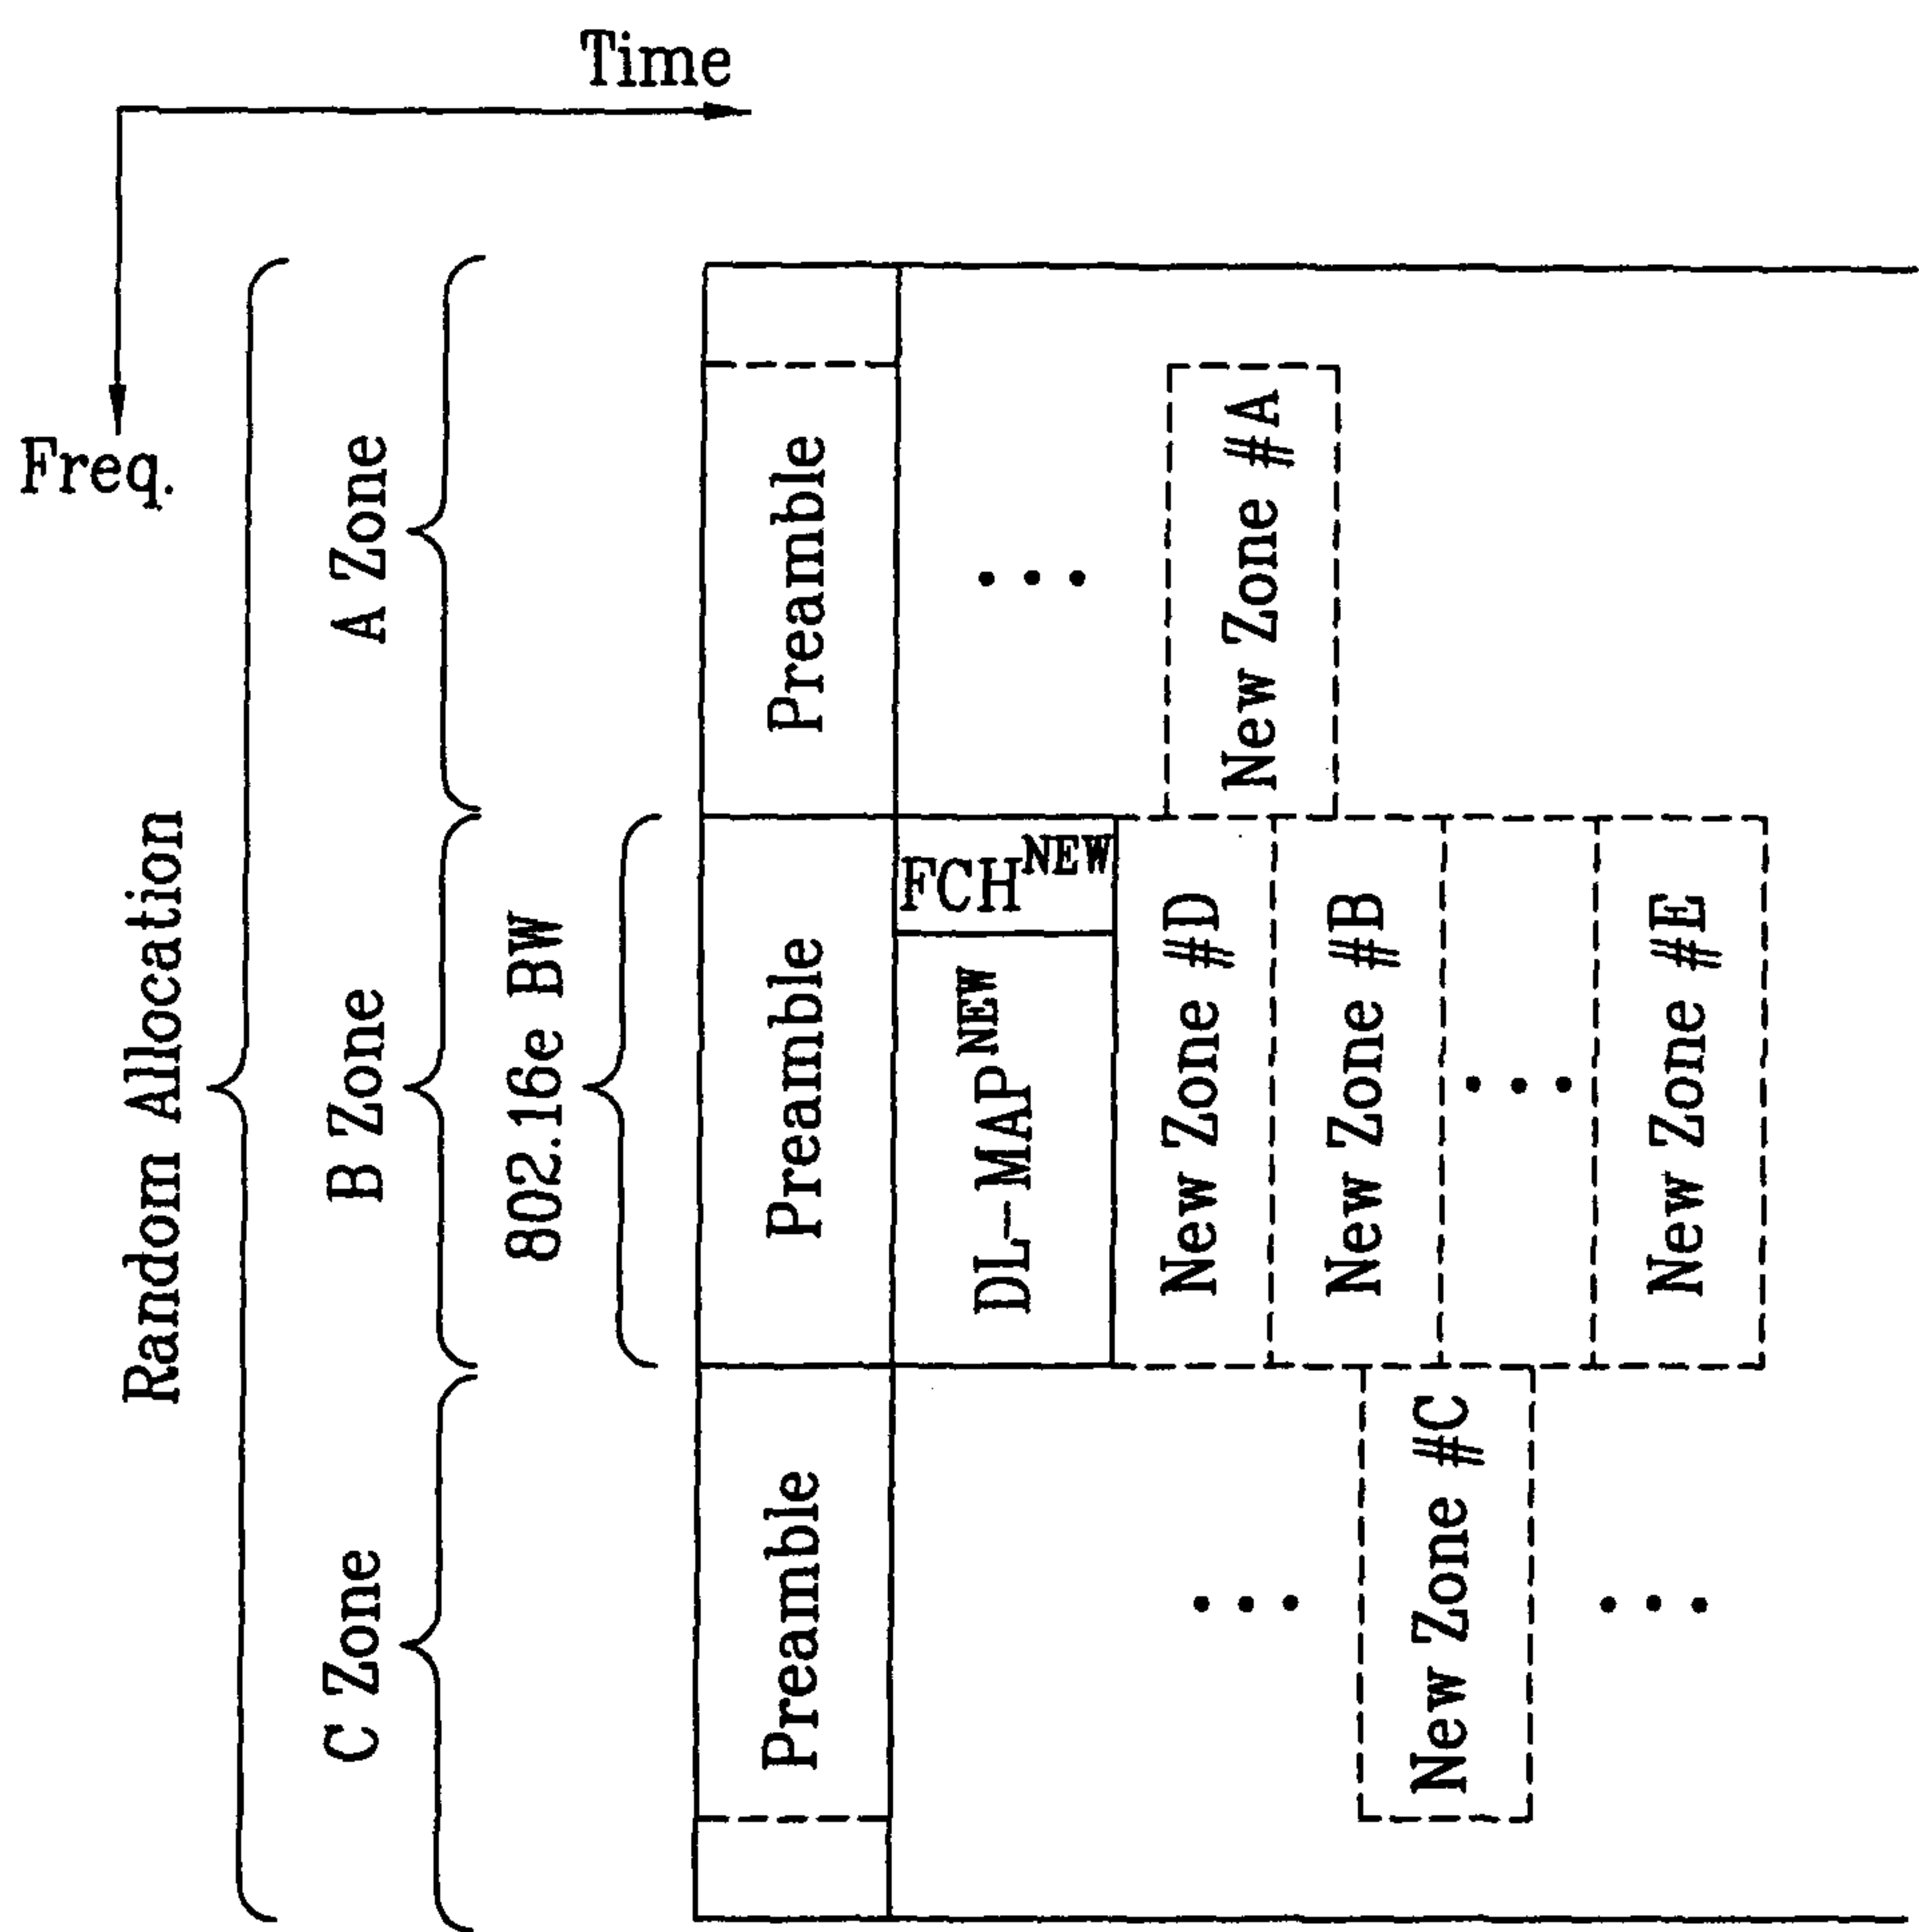 Time
Freq.
Random Allocation
A Zone
B Zone
C Zone
802.16e BW
Preamble
Preamble
Preamble
FCH^NEW
DL-MAP^NEW
• • •
New Zone #A
New Zone #D
New Zone #B
• • •
New Zone #E
• • •
New Zone #C
• • •